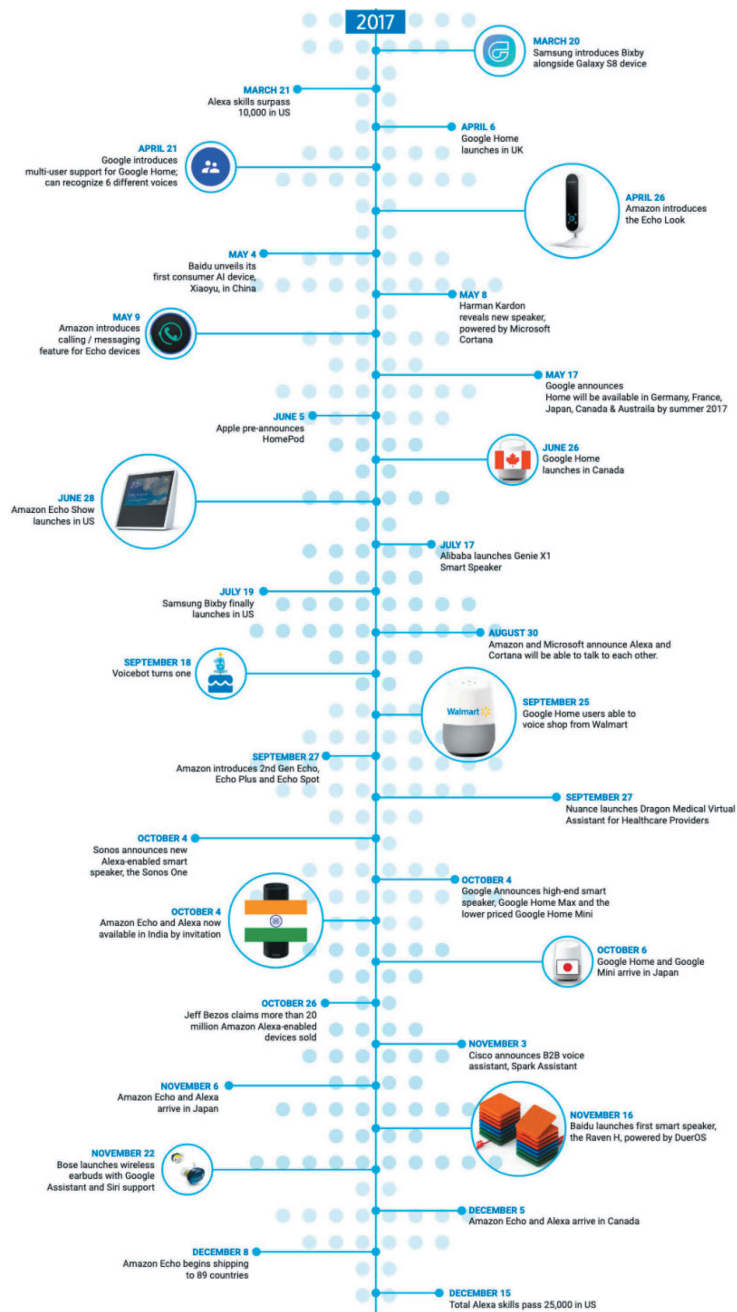 2017
MARCH 20
Samsung introduces Bixby
alongside Galaxy S8 device
MARCH 21
Alexa skills surpass
10,000 in US
APRIL 6
Google Home
launches in UK
APRIL 21
Google introduces
multi-user support for Google Home;
can recognize 6 different voices
APRIL 26
Amazon introduces
the Echo Look
MAY 4
Baidu unveils its
first consumer AI device,
Xiaoyu, in China
MAY 8
Harman Kardon
reveals new speaker,
powered by Microsoft
Cortana
MAY 9
Amazon introduces
calling / messaging
feature for Echo devices
MAY 17
Google announces
Home will be available in Germany, France,
Japan, Canada & Austraila by summer 2017
JUNE 5
Apple pre-announces
HomePod
JUNE 26
Google Home
launches in Canada
JUNE 28
Amazon Echo Show
launches in US
JULY 17
Alibaba launches Genie X1
Smart Speaker
JULY 19
Samsung Bixby finally
launches in US
AUGUST 30
Amazon and Microsoft announce Alexa and
Cortana will be able to talk to each other.
SEPTEMBER 18
Voicebot turns one
Walmart
SEPTEMBER 25
Google Home users able to
voice shop from Walmart
SEPTEMBER 27
Amazon introduces 2nd Gen Echo,
Echo Plus and Echo Spot
SEPTEMBER 27
Nuance launches Dragon Medical Virtual
Assistant for Healthcare Providers
OCTOBER 4
Sonos announces new
Alexa-enabled smart
speaker, the Sonos One
OCTOBER 4
Google Announces high-end smart
speaker, Google Home Max and the
lower priced Google Home Mini
OCTOBER 4
Amazon Echo and Alexa now
available in India by invitation
OCTOBER 6
Google Home and Google
Mini arrive in Japan
OCTOBER 26
Jeff Bezos claims more than 20
million Amazon Alexa-enabled
devices sold
NOVEMBER 3
Cisco announces B2B voice
assistant, Spark Assistant
NOVEMBER 6
Amazon Echo and Alexa
arrive in Japan
NOVEMBER 16
Baidu launches first smart speaker,
the Raven H, powered by DuerOS
NOVEMBER 22
Bose launches wireless
earbuds with Google
Assistant and Siri support
DECEMBER 5
Amazon Echo and Alexa arrive in Canada
DECEMBER 8
Amazon Echo begins shipping
to 89 countries
DECEMBER 15
Total Alexa skills pass 25,000 in US